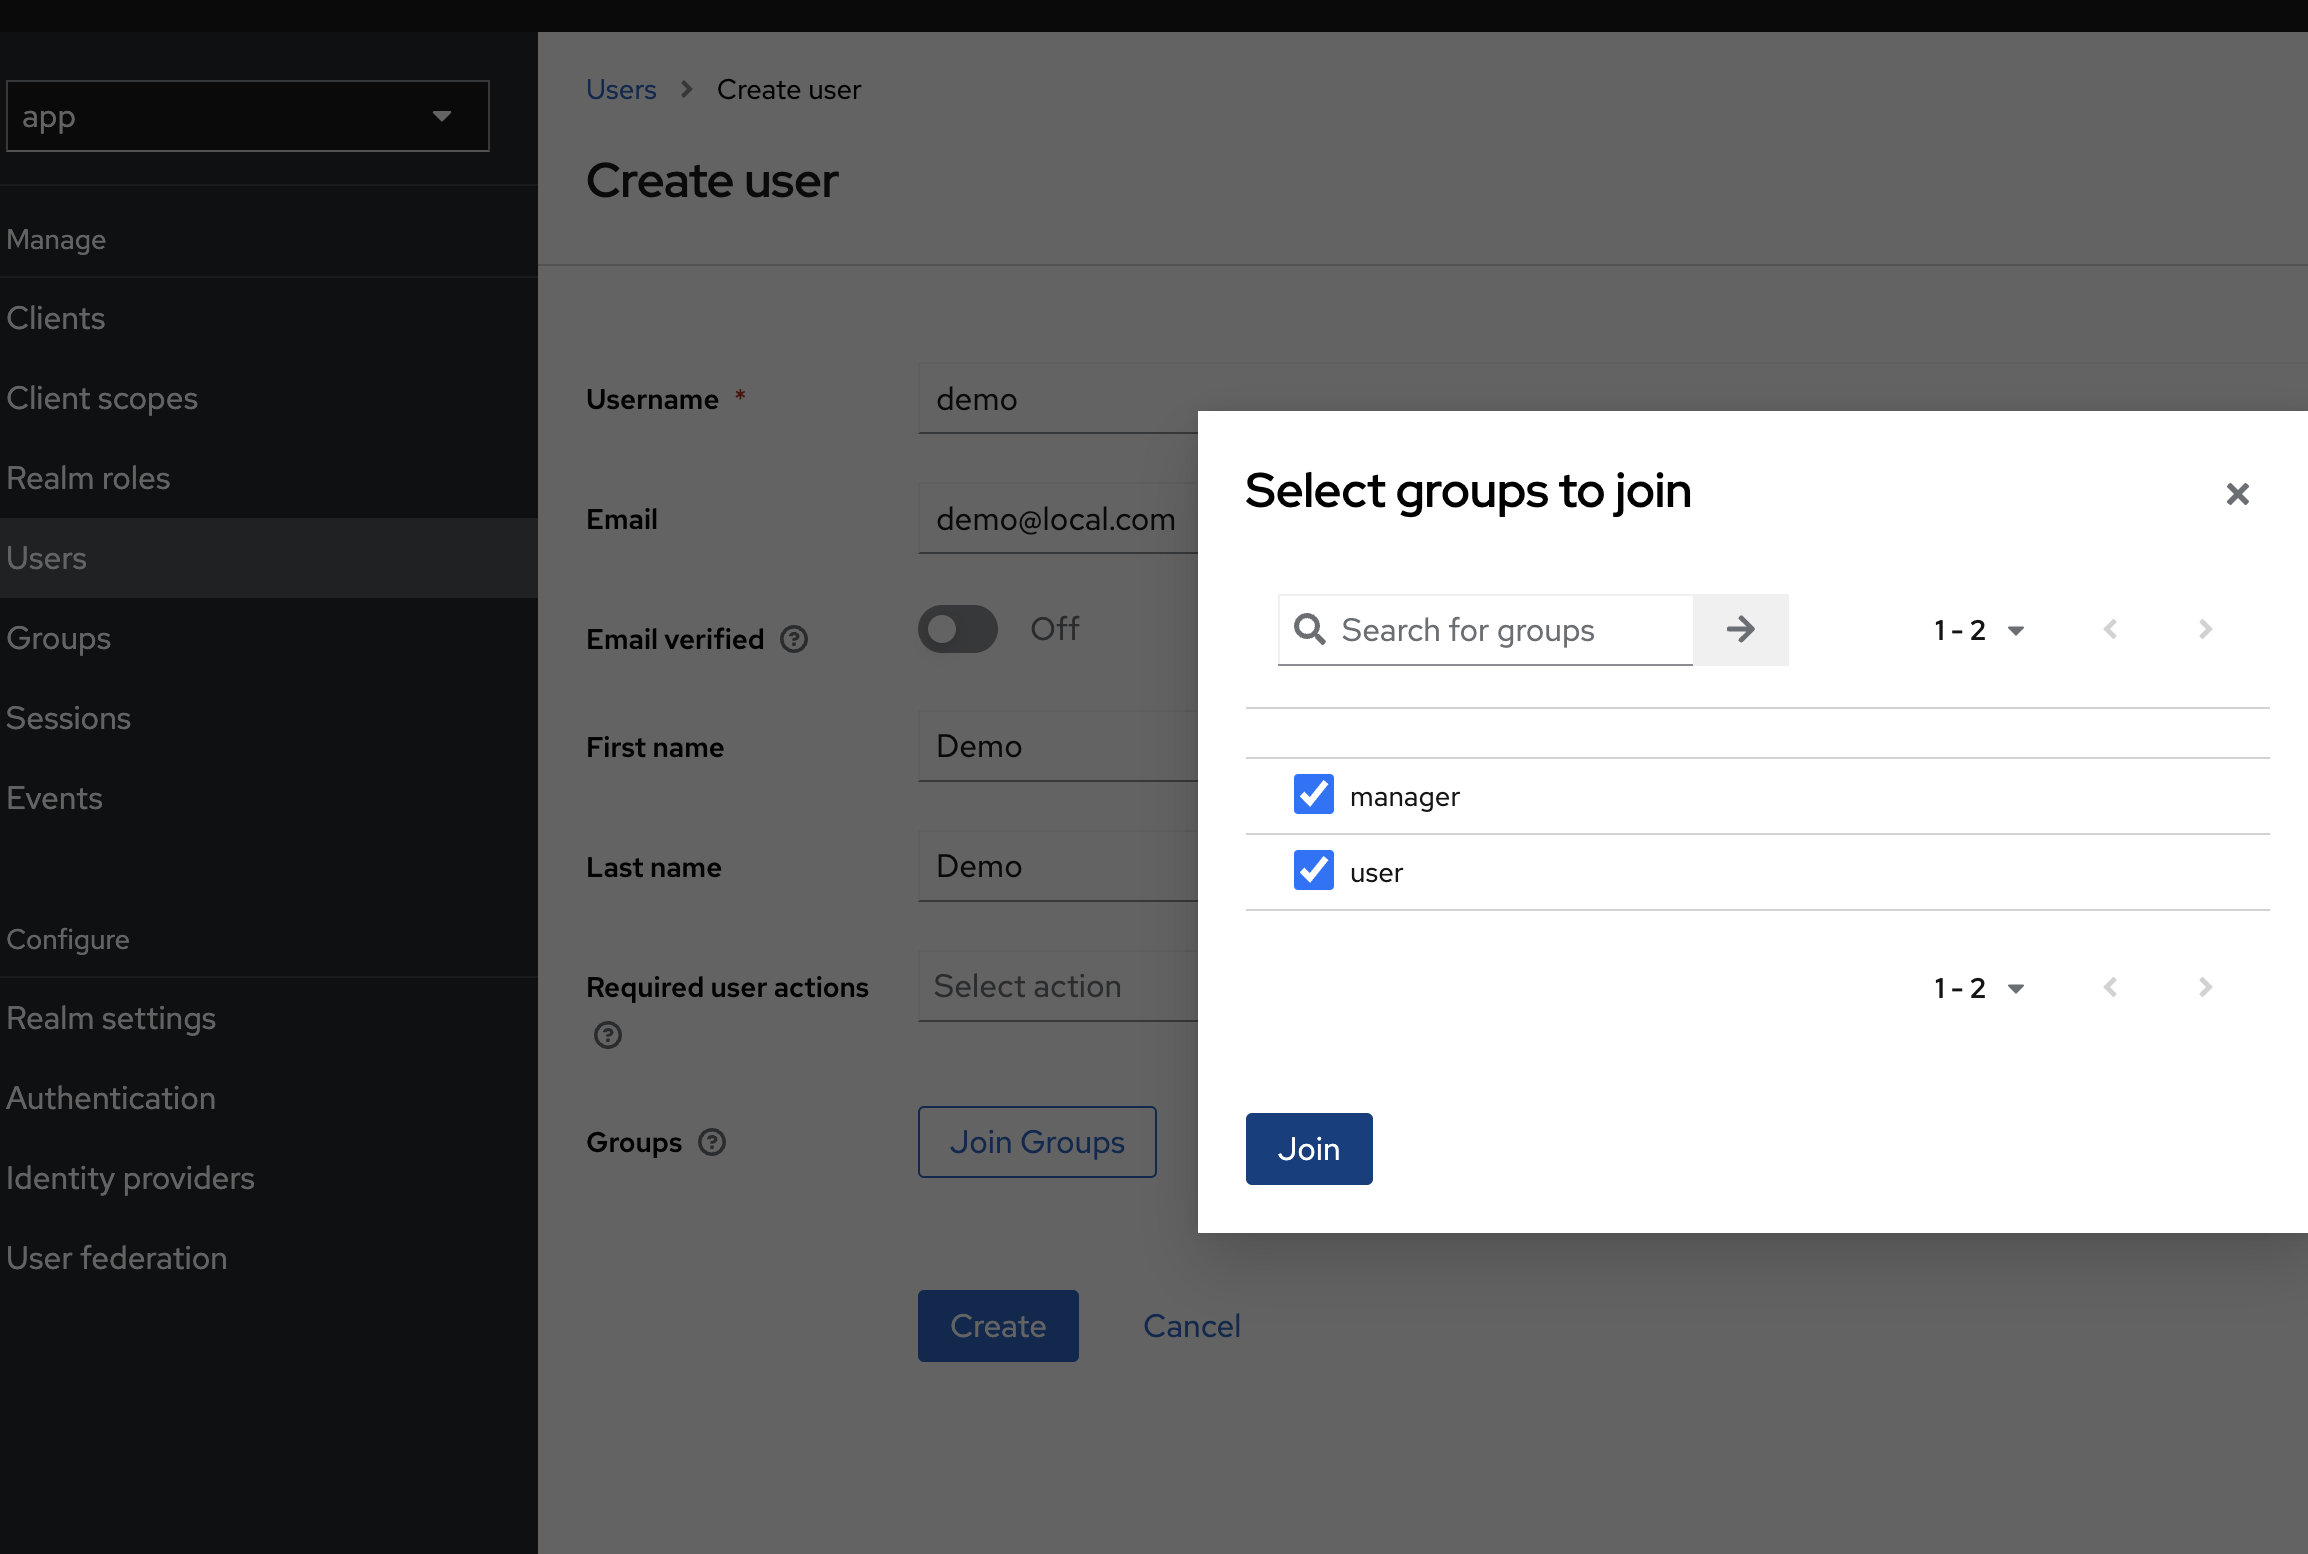 app
Manage
Clients
Client scopes
Realm roles
Users
Groups
Sessions
Events
Configure
Realm settings
Authentication
Identity providers
User federation
Users > Create user
Create user
Username * demo
Email demo@local.com
Email verified Off
First name Demo
Last name Demo
Required user actions Select action
Groups Join Groups
Create Cancel
Select groups to join
Search for groups 1 - 2
manager
user
1 - 2
Join